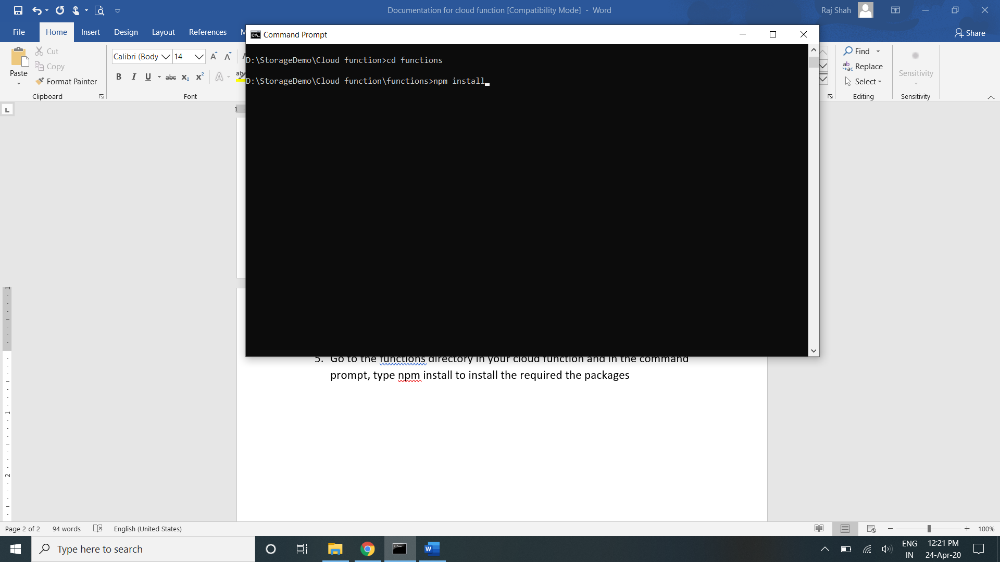 Documentation for cloud function [Compatibility Mode] - Word
Raj Shah
File Home Insert Design Layout References M
Share
Command Prompt
Cut
Copy
Format Painter
Paste
Clipboard
Calibri (Body 14
Font
Find
Replace
Select
Editing
Sensitivity
Sensitivity
D:\StorageDemo\Cloud function>cd functions
D:\StorageDemo\Cloud function\functions>npm install
5. Go to the functions directory in your cloud function and in the command
prompt, type npm install to install the required the packages
Page 2 of 2 94 words English (United States) 100%
Type here to search
ENG
IN
12:21 PM
24-Apr-20